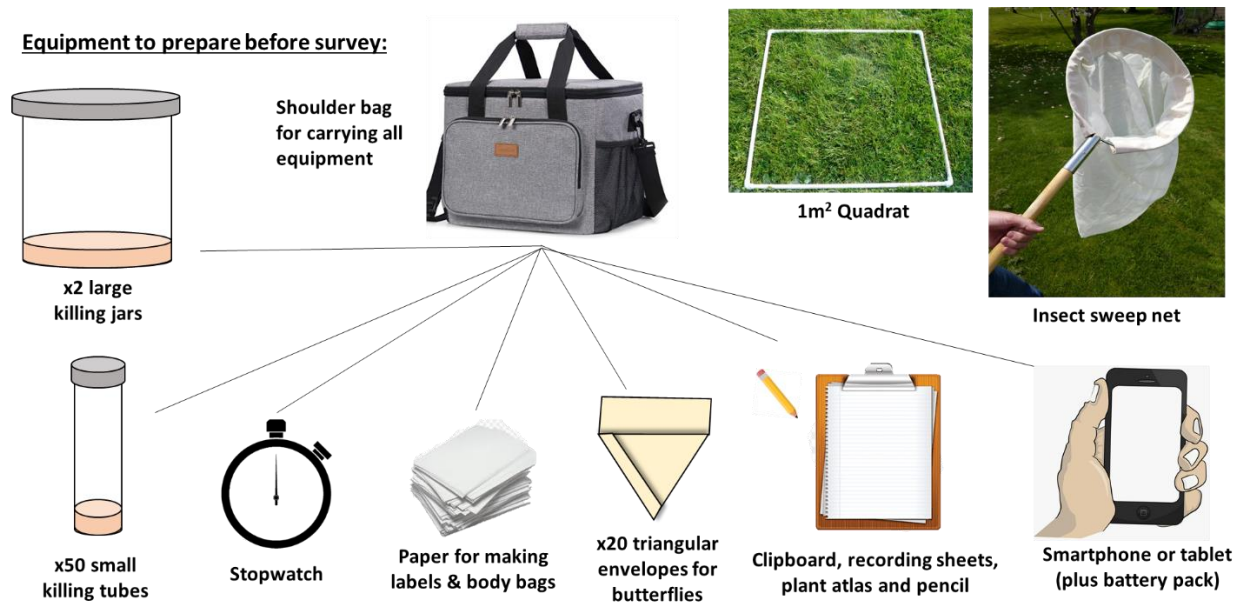 Equipment to prepare before survey:
Shoulder bag
for carrying all
equipment
1m² Quadrat
Insect sweep net
x2 large
killing jars
x50 small
killing tubes
Stopwatch
Paper for making
labels & body bags
x20 triangular
envelopes for
butterflies
Clipboard, recording sheets,
plant atlas and pencil
Smartphone or tablet
(plus battery pack)